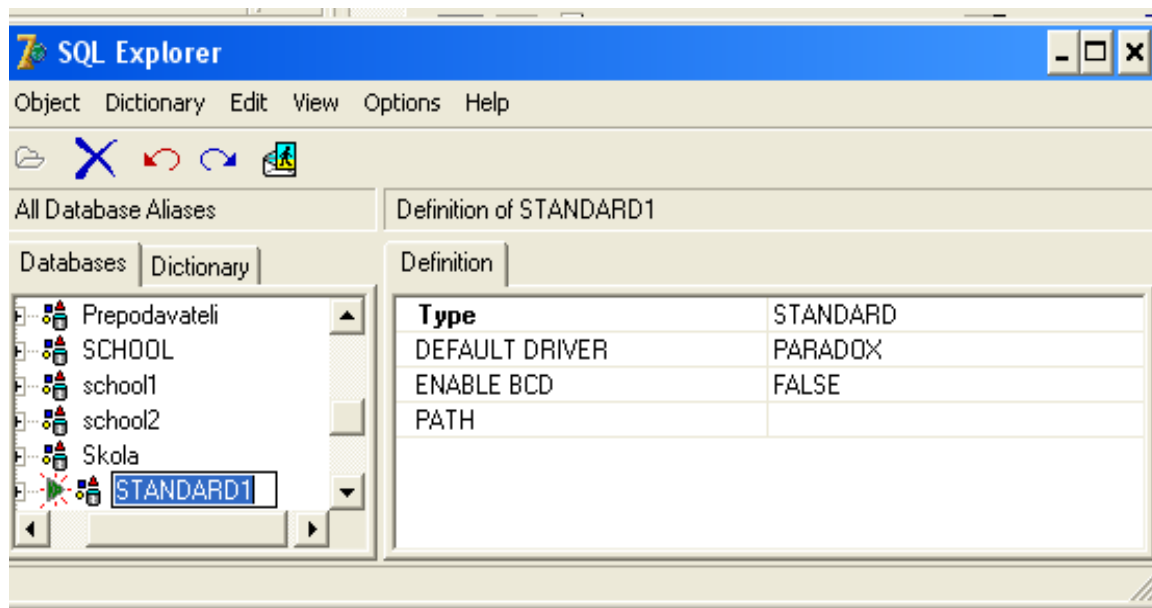 SQL Explorer
Object Dictionary Edit View Options Help
All Database Aliases
Definition of STANDARD1
Databases Dictionary
Definition
Prepodavateli
SCHOOL
school1
school2
Skola
STANDARD1
Type STANDARD
DEFAULT DRIVER PARADOX
ENABLE BCD FALSE
PATH